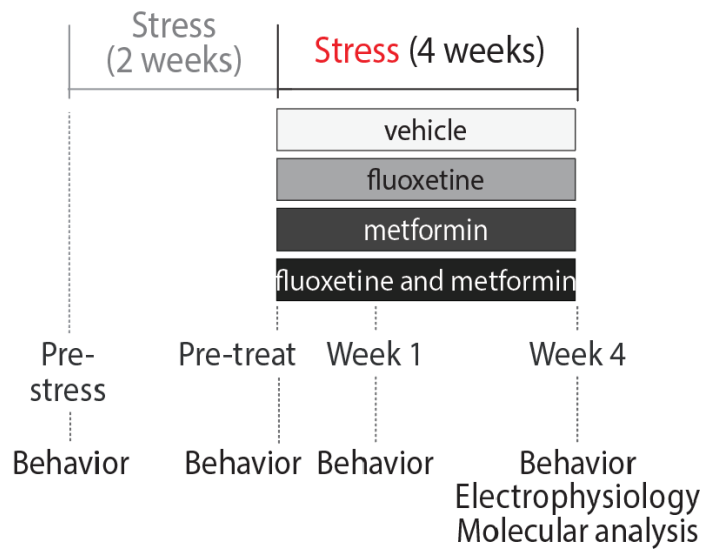 Stress
(2 weeks)
Stress (4 weeks)
vehicle
fluoxetine
metformin
fluoxetine and metformin
Pre-
stress
Pre-treat
Week 1
Week 4
Behavior
Behavior
Behavior
Behavior
Electrophysiology
Molecular analysis